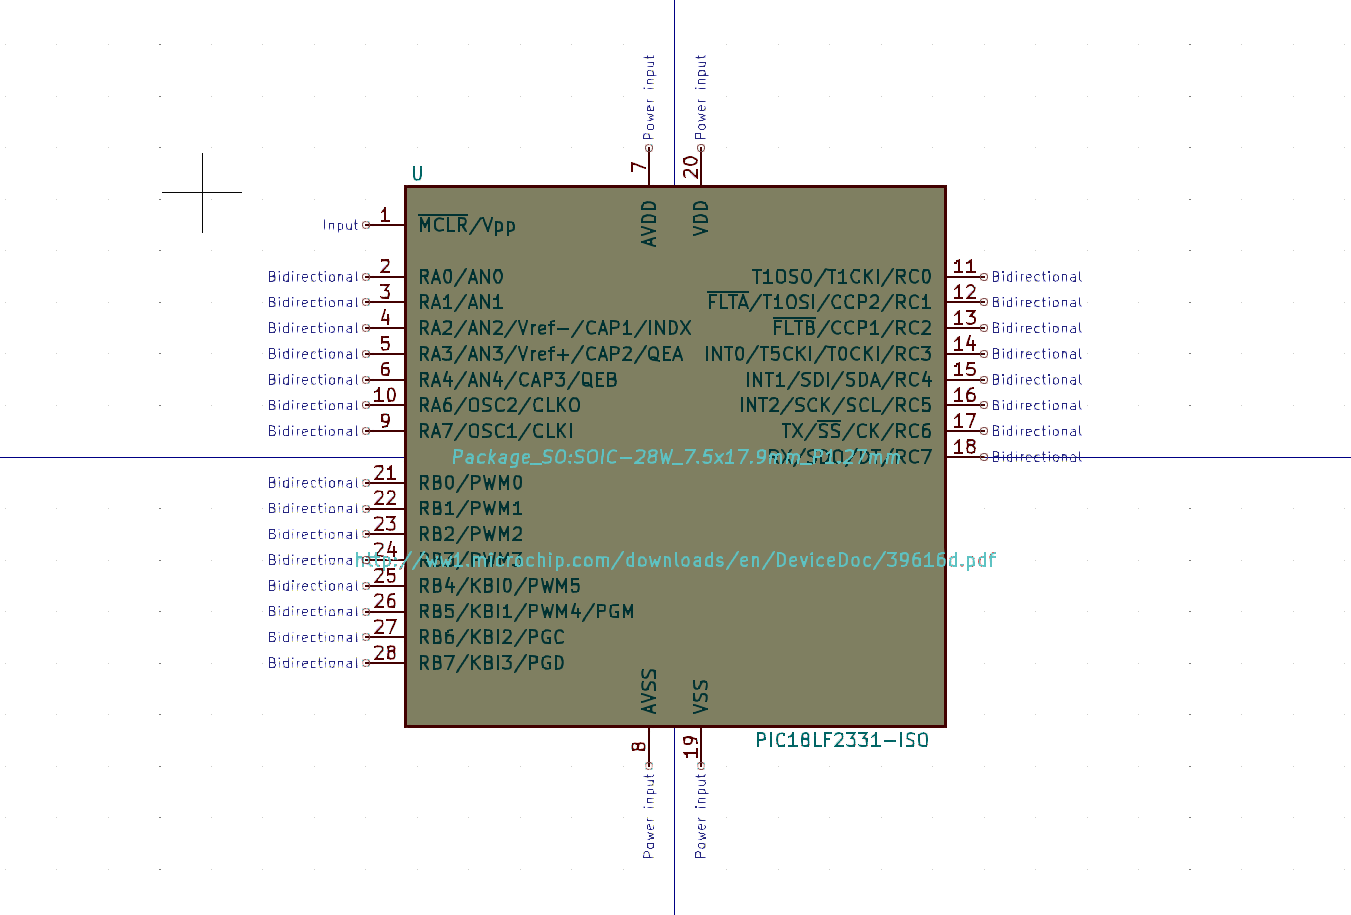 Power input
Power input
7
20
U
AVDD
VDD
Input 1 MCLR/Vpp
Bidirectional 2 RA0/AN0 T1OSO/T1CKI/RC0 11 Bidirectional
Bidirectional 3 RA1/AN1 FLTA/T1OSI/CCP2/RC1 12 Bidirectional
Bidirectional 4 RA2/AN2/Vref-/CAP1/INDX FLTB/CCP1/RC2 13 Bidirectional
Bidirectional 5 RA3/AN3/Vref+/CAP2/QEA INT0/T5CKI/T0CKI/RC3 14 Bidirectional
Bidirectional 6 RA4/AN4/CAP3/QEB INT1/SDI/SDA/RC4 15 Bidirectional
Bidirectional 10 RA6/OSC2/CLKO INT2/SCK/SCL/RC5 16 Bidirectional
Bidirectional 9 RA7/OSC1/CLKI TX/SS/CK/RC6 17 Bidirectional
Package_SO:SOIC-28W_7.5x17.9mm_P1.27mm RX/SDO/DT/RC7 18 Bidirectional
Bidirectional 21 RB0/PWM0
Bidirectional 22 RB1/PWM1
Bidirectional 23 RB2/PWM2
Bidirectional 24 RB3/PWM3
http://ww1.microchip.com/downloads/en/DeviceDoc/39616d.pdf
Bidirectional 25 RB4/KBI0/PWM5
Bidirectional 26 RB5/KBI1/PWM4/PGM
Bidirectional 27 RB6/KBI2/PGC
Bidirectional 28 RB7/KBI3/PGD
AVSS
VSS
8
19
PIC18LF2331-ISO
Power input
Power input